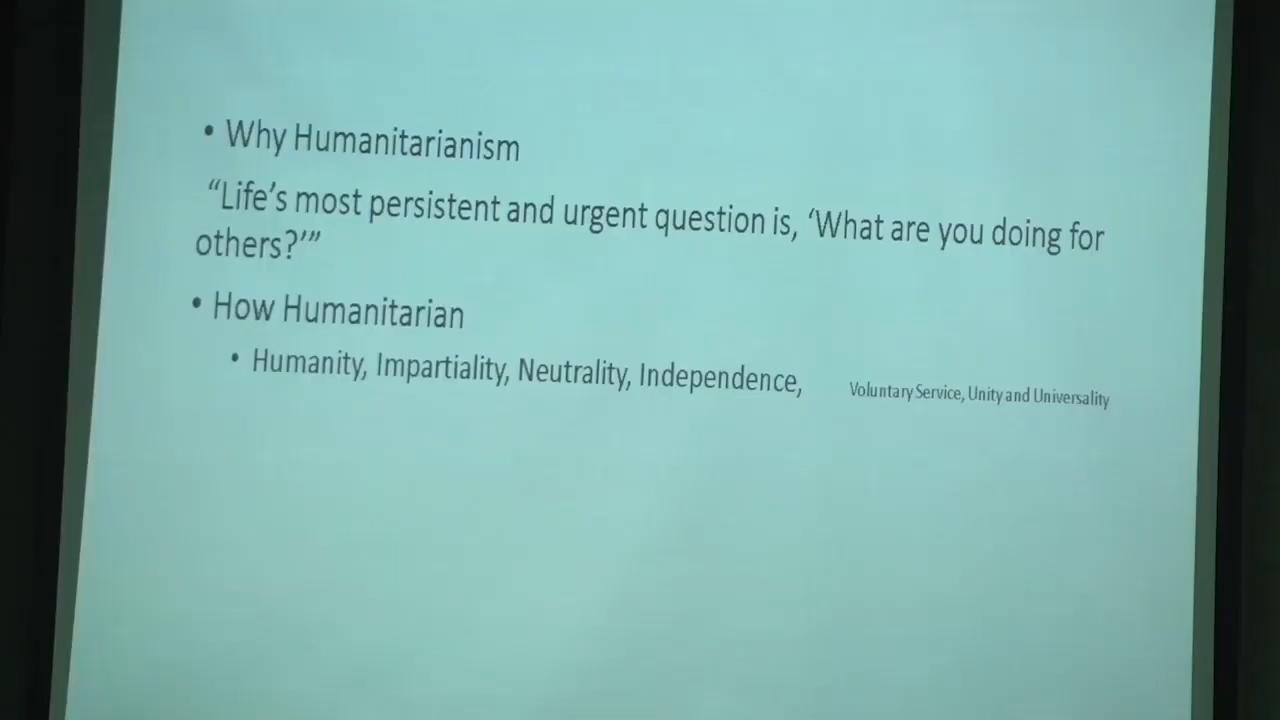 • Why Humanitarianism
“Life’s most persistent and urgent question is, ‘What are you doing for
others?’”
• How Humanitarian
• Humanity, Impartiality, Neutrality, Independence, Voluntary Service, Unity and Universality